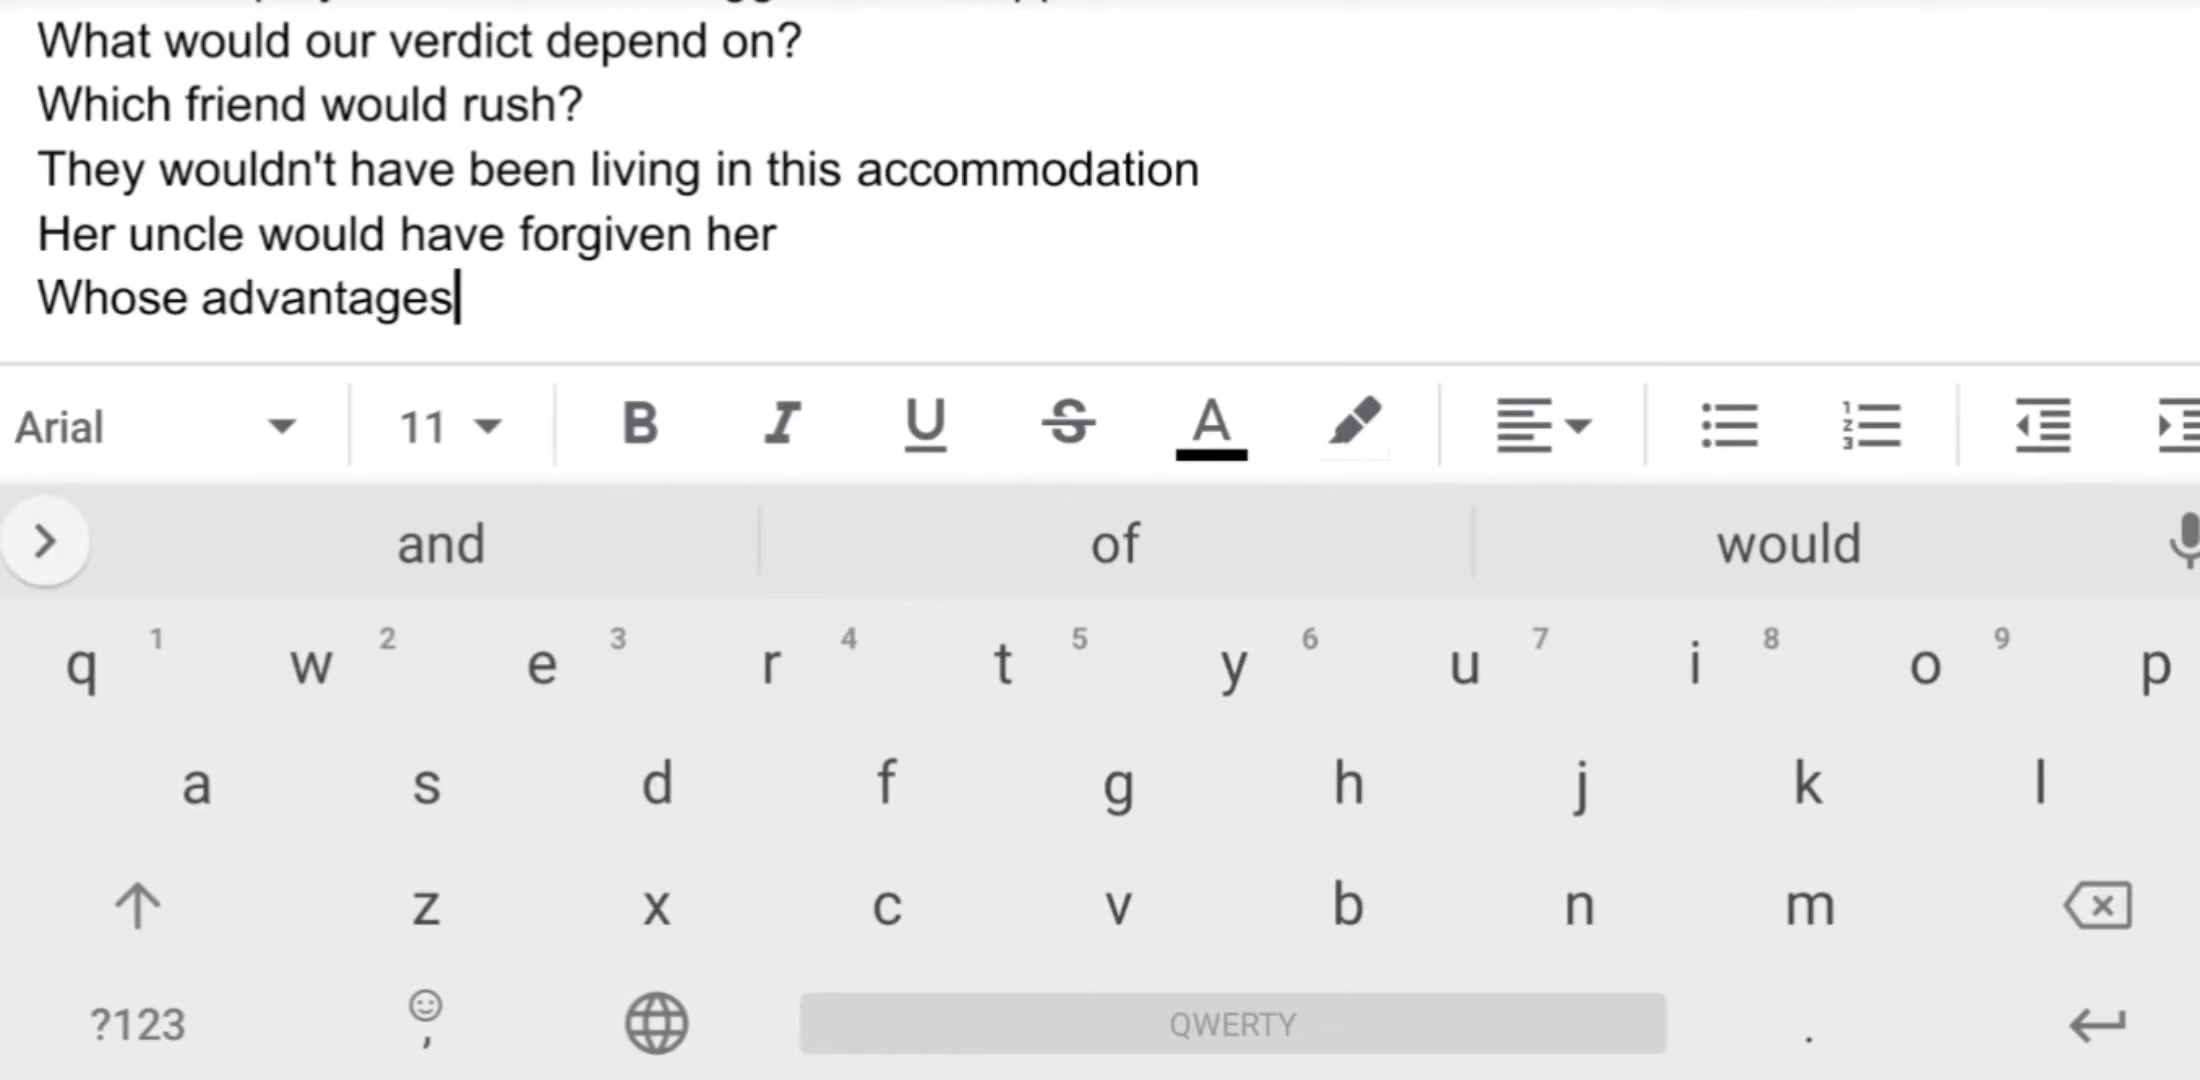 What would our verdict depend on?
Which friend would rush?
They wouldn't have been living in this accommodation
Her uncle would have forgiven her
Whose advantages
Arial 11 B I U S A
and of would
q 1 w 2 e 3 r 4 t 5 y 6 u 7 i 8 o 9 p
a s d f g h j k l
z x c v b n m
?123 , QWERTY .